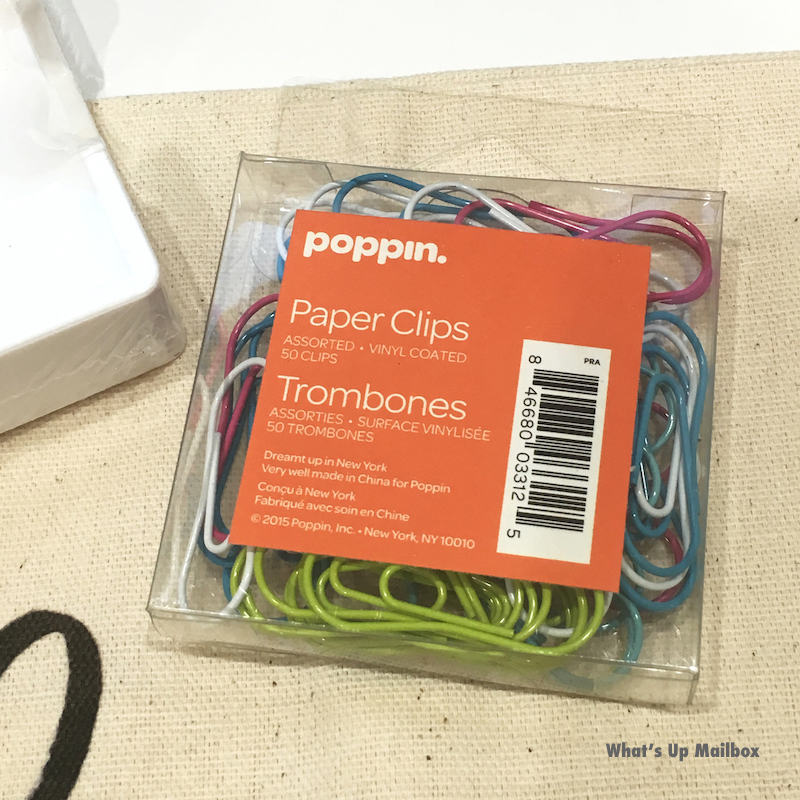 poppin.
Paper Clips
ASSORTED • VINYL COATED
50 CLIPS
Trombones
ASSORTIES • SURFACE VINYLISÉE
50 TROMBONES
Dreamt up in New York
Very well made in China for Poppin
Conçu à New York
Fabriqué avec soin en Chine
© 2015 Poppin, Inc. • New York, NY 10010
PRA
8 46680 03312 5
What's Up Mailbox